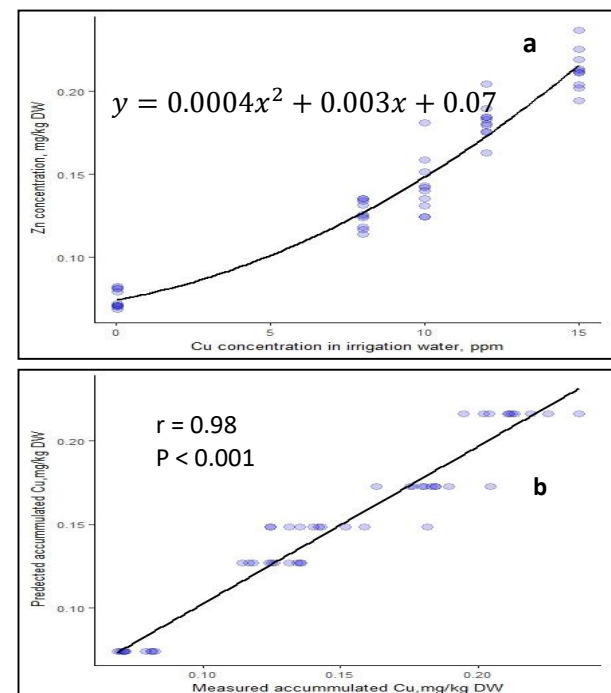 a
y = 0.0004x² + 0.003x + 0.07
Zn concentration, mg/kg DW
0.20
0.15
0.10
0 5 10 15
Cu concentration in irrigation water, ppm
r = 0.98
P < 0.001
b
Predected accumulated Cu,mg/kg DW
0.20
0.15
0.10
0.10 0.15 0.20
Measured accumulated Cu,mg/kg DW